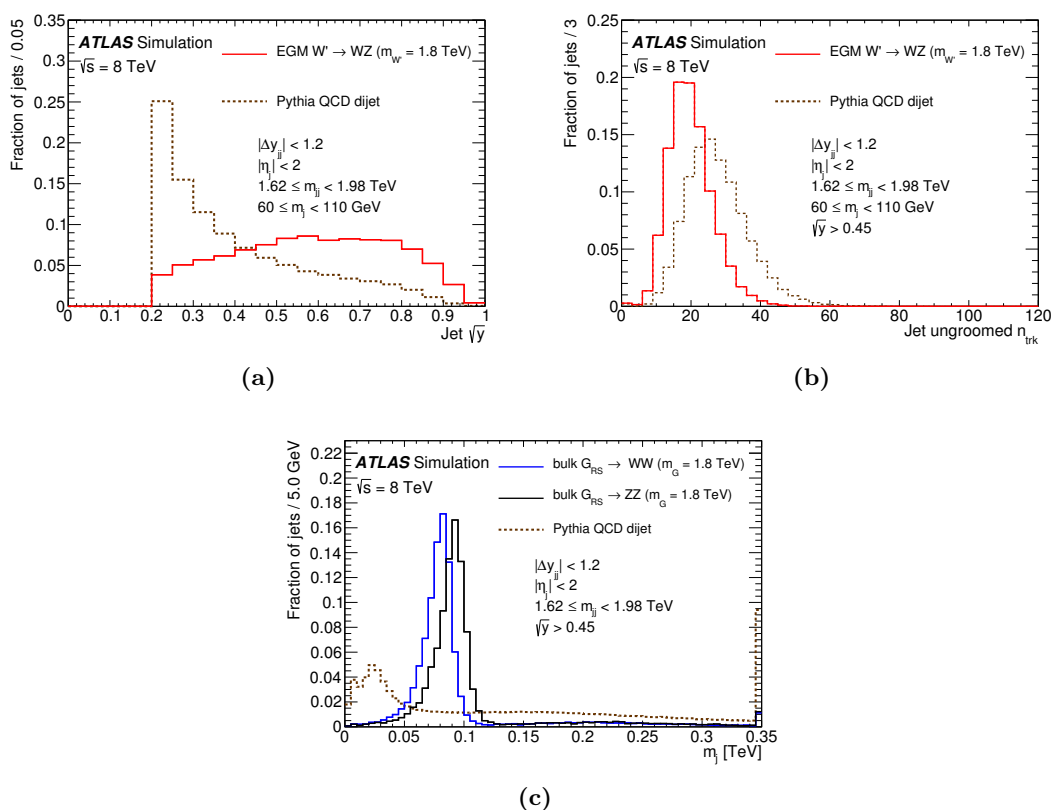 Fraction of jets / 0.05
0.4
0.35
0.3
0.25
0.2
0.15
0.1
0.05
0
ATLAS Simulation
√s = 8 TeV
EGM W' → WZ (m_W' = 1.8 TeV)
Pythia QCD dijet
|Δy_jj| < 1.2
|η_j| < 2
1.62 ≤ m_jj < 1.98 TeV
60 ≤ m_j < 110 GeV
0 0.1 0.2 0.3 0.4 0.5 0.6 0.7 0.8 0.9 1
Jet √y
(a)
Fraction of jets / 3
0.25
0.2
0.15
0.1
0.05
0
ATLAS Simulation
√s = 8 TeV
EGM W' → WZ (m_W' = 1.8 TeV)
Pythia QCD dijet
|Δy_jj| < 1.2
|η_j| < 2
1.62 ≤ m_jj < 1.98 TeV
60 ≤ m_j < 110 GeV
√y > 0.45
0 20 40 60 80 100 120
Jet ungroomed n_trk
(b)
Fraction of jets / 5.0 GeV
0.22
0.2
0.18
0.16
0.14
0.12
0.1
0.08
0.06
0.04
0.02
0
ATLAS Simulation
√s = 8 TeV
bulk G_RS → WW (m_G = 1.8 TeV)
bulk G_RS → ZZ (m_G = 1.8 TeV)
Pythia QCD dijet
|Δy_jj| < 1.2
|η_j| < 2
1.62 ≤ m_jj < 1.98 TeV
√y > 0.45
0 0.05 0.1 0.15 0.2 0.25 0.3 0.35
m_j [TeV]
(c)